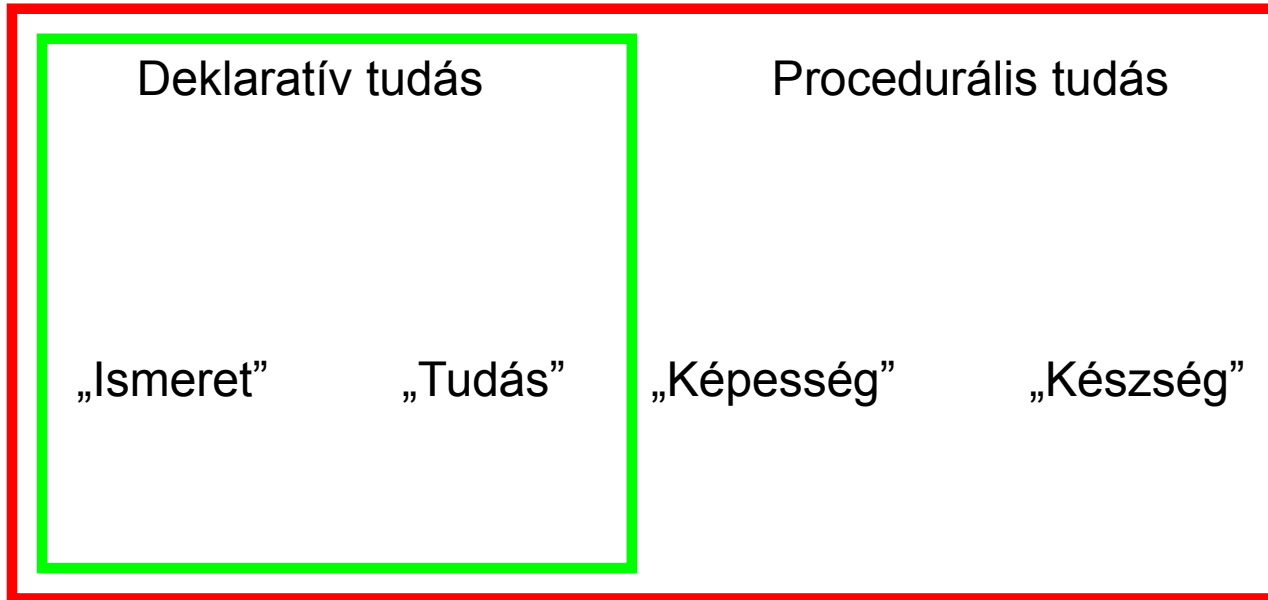 Deklaratív tudás Procedurális tudás
„Ismeret” „Tudás” „Képesség” „Készség”